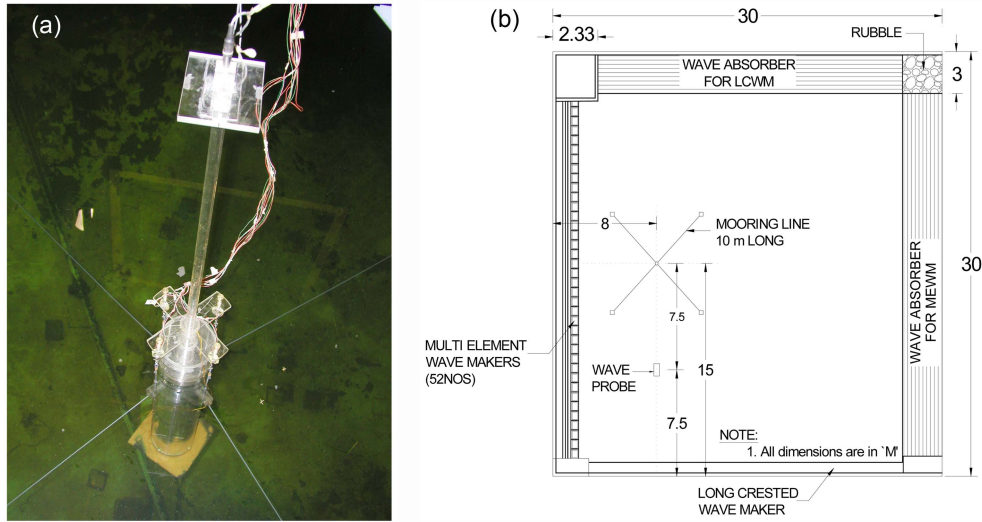 (a)
(b)
30
2.33
RUBBLE
WAVE ABSORBER
FOR LCWM
3
8
MOORING LINE
10 m LONG
30
WAVE ABSORBER
FOR MEWM
7.5
MULTI ELEMENT
WAVE MAKERS
(52NOS)
WAVE
PROBE
15
7.5
NOTE:
1. All dimensions are in `M'
LONG CRESTED
WAVE MAKER